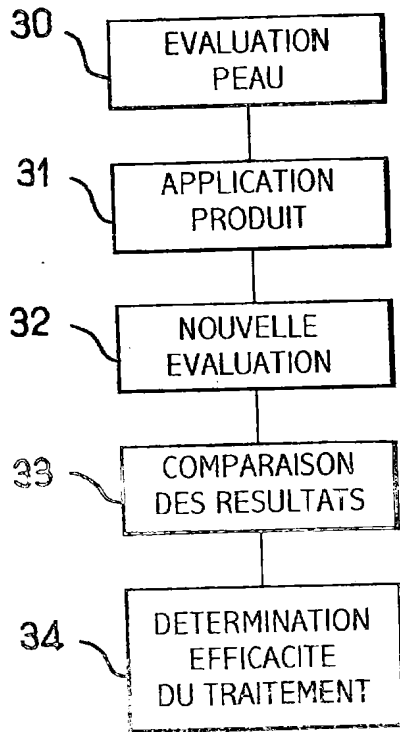 30
EVALUATION
PEAU
31
APPLICATION
PRODUIT
32
NOUVELLE
EVALUATION
33
COMPARAISON
DES RESULTATS
34
DETERMINATION
EFFICACITE
DU TRAITEMENT